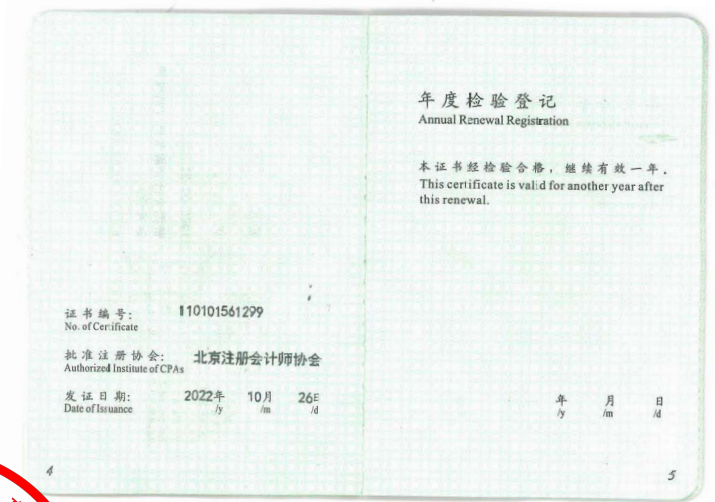 证书编号: 110101561299
No. of Certificate
批准注册协会: 北京注册会计师协会
Authorized Institute of CPAs
发证日期: 2022年 10月 26日
Date of Issuance /y /m /d
4
年度检验登记
Annual Renewal Registration
本证书经检验合格，继续有效一年.
This certificate is valid for another year after
this renewal.
年 月 日
/y /m /d
5